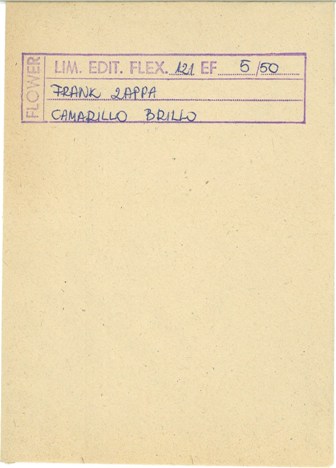 FLOWER
LIM. EDIT. FLEX. 121 EF 5/50
FRANK ZAPPA
CAMARILLO BRILLO